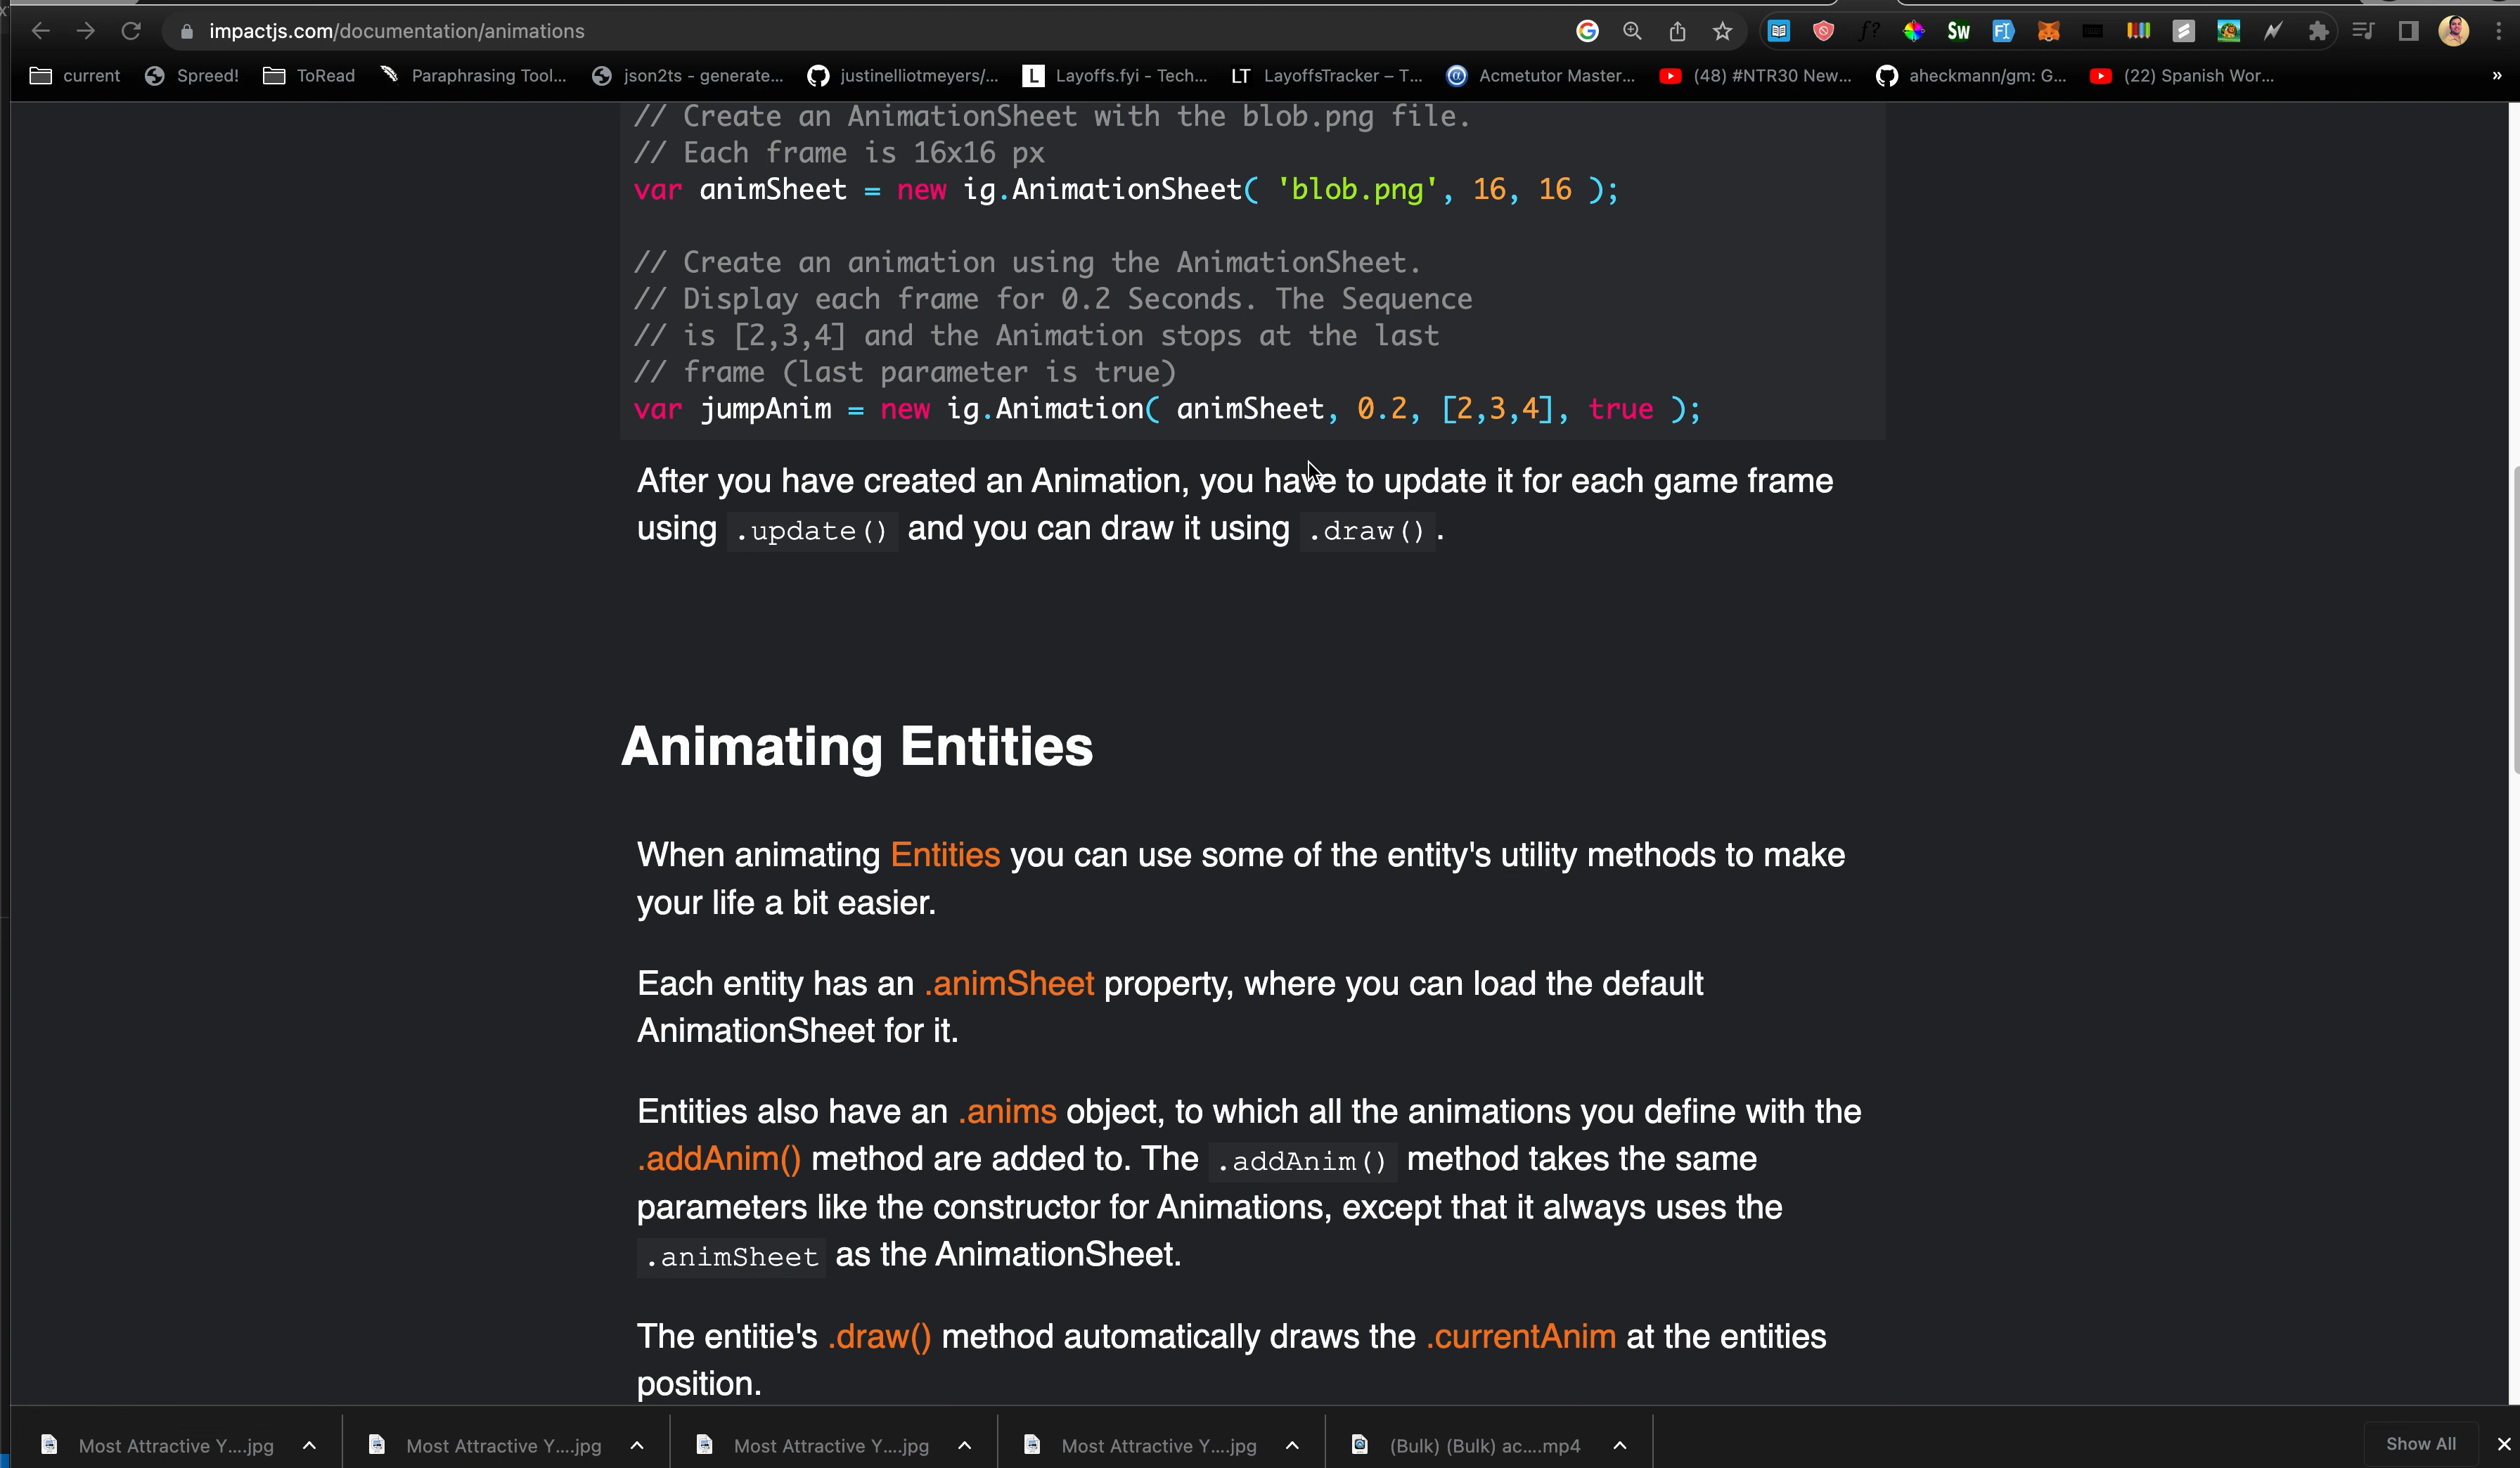 impactjs.com/documentation/animations
current
Spreed!
ToRead
Paraphrasing Tool...
json2ts - generate...
justinelliotmeyers/...
Layoffs.fyi - Tech...
LT LayoffsTracker – T...
Acmetutor Master...
(48) #NTR30 New...
aheckmann/gm: G...
(22) Spanish Wor...
»
// Create an AnimationSheet with the blob.png file.
// Each frame is 16x16 px
var animSheet = new ig.AnimationSheet( 'blob.png', 16, 16 );
// Create an animation using the AnimationSheet.
// Display each frame for 0.2 Seconds. The Sequence
// is [2,3,4] and the Animation stops at the last
// frame (last parameter is true)
var jumpAnim = new ig.Animation( animSheet, 0.2, [2,3,4], true );
After you have created an Animation, you have to update it for each game frame
using .update() and you can draw it using .draw().
Animating Entities
When animating Entities you can use some of the entity's utility methods to make
your life a bit easier.
Each entity has an .animSheet property, where you can load the default
AnimationSheet for it.
Entities also have an .anims object, to which all the animations you define with the
.addAnim() method are added to. The .addAnim() method takes the same
parameters like the constructor for Animations, except that it always uses the
.animSheet as the AnimationSheet.
The entitie's .draw() method automatically draws the .currentAnim at the entities
position.
Most Attractive Y....jpg
Most Attractive Y....jpg
Most Attractive Y....jpg
Most Attractive Y....jpg
(Bulk) (Bulk) ac....mp4
Show All